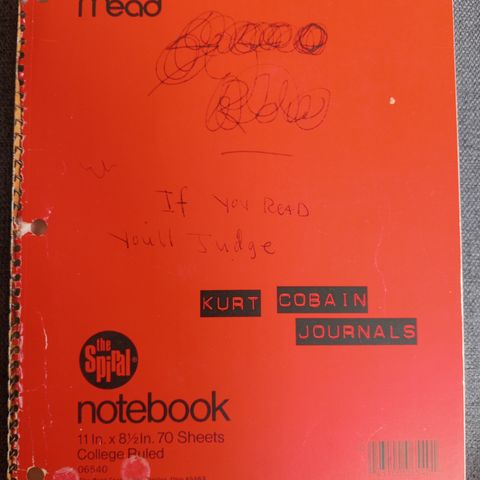 Mead
If YOU READ
You'll Judge
KURT COBAIN
JOURNALS
the
Spiral
notebook
11 In. x 8½ In. 70 Sheets
College Ruled
06540